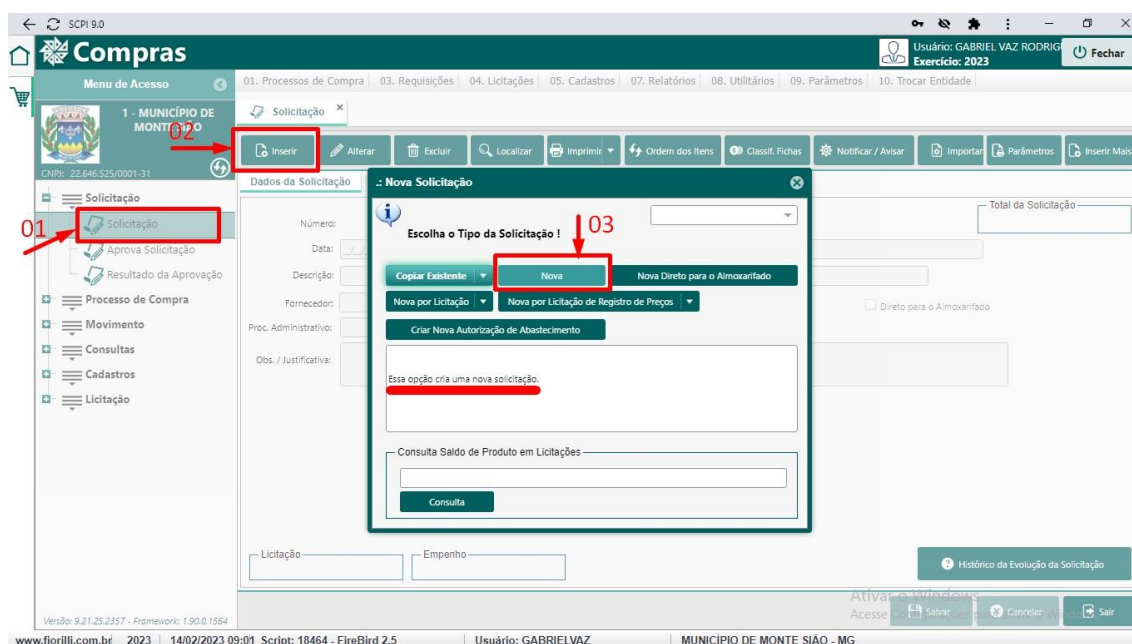 SCPI 9.0
Compras
Usuário: GABRIEL VAZ RODRIG
Exercício: 2023
Fechar
Menu de Acesso
01. Processos de Compra
03. Requisições
04. Licitações
05. Cadastros
07. Relatórios
08. Utilitários
09. Parâmetros
10. Trocar Entidade
1 - MUNICÍPIO DE
CNPJ: 22.646.525/0001-31
Solicitação
02
Inserir
Alterar
Excluir
Localizar
Imprimir
Ordem dos Itens
Classif. Fichas
Notificar / Avisar
Importar
Parâmetros
Inserir Mais
01
Solicitação
Solicitação
Aprova Solicitação
Resultado da Aprovação
Processo de Compra
Movimento
Consultas
Cadastros
Licitação
Dados da Solicitação
Número:
Data:
Descrição:
Fornecedor:
Proc. Administrativo:
Obs. / Justificativa:
Total da Solicitação
Direto para o Almoxarifado
.: Nova Solicitação
Escolha o Tipo da Solicitação !
03
Copiar Existente
Nova
Nova Direto para o Almoxarifado
Nova por Licitação
Nova por Licitação de Registro de Preços
Criar Nova Autorização de Abastecimento
Essa opção cria uma nova solicitação.
Consulta Saldo de Produto em Licitações
Consulta
Licitação
Empenho
Histórico da Evolução da Solicitação
Ativar o Windows
Acesse
Salvar
Cancelar
Sair
Versão: 9.21.25.2357 - Framework: 1.90.0.1564
www.fiorilli.com.br
2023
14/02/2023 09:01
Script: 18464 - FireBird 2.5
Usuário: GABRIELVAZ
MUNICÍPIO DE MONTE SIÃO - MG